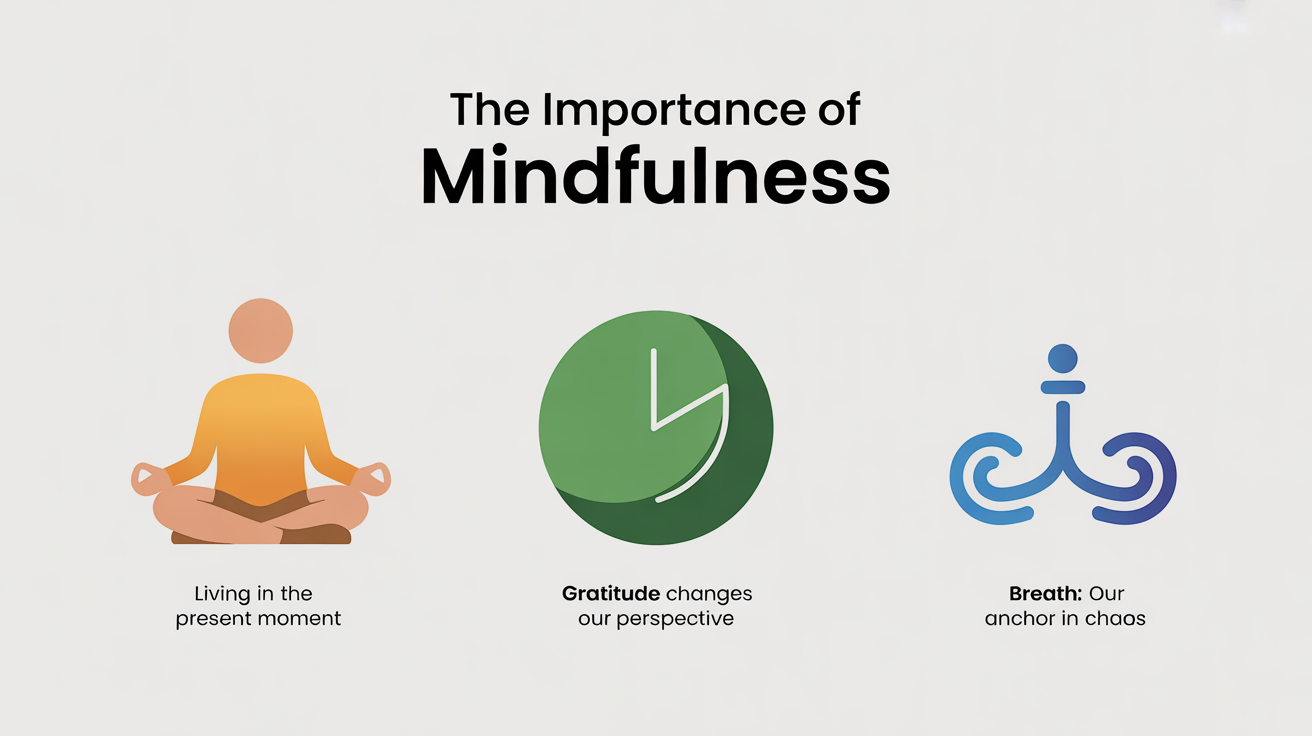 The Importance of
Mindfulness
Living in the
present moment
Gratitude changes
our perspective
Breath: Our
anchor in chaos